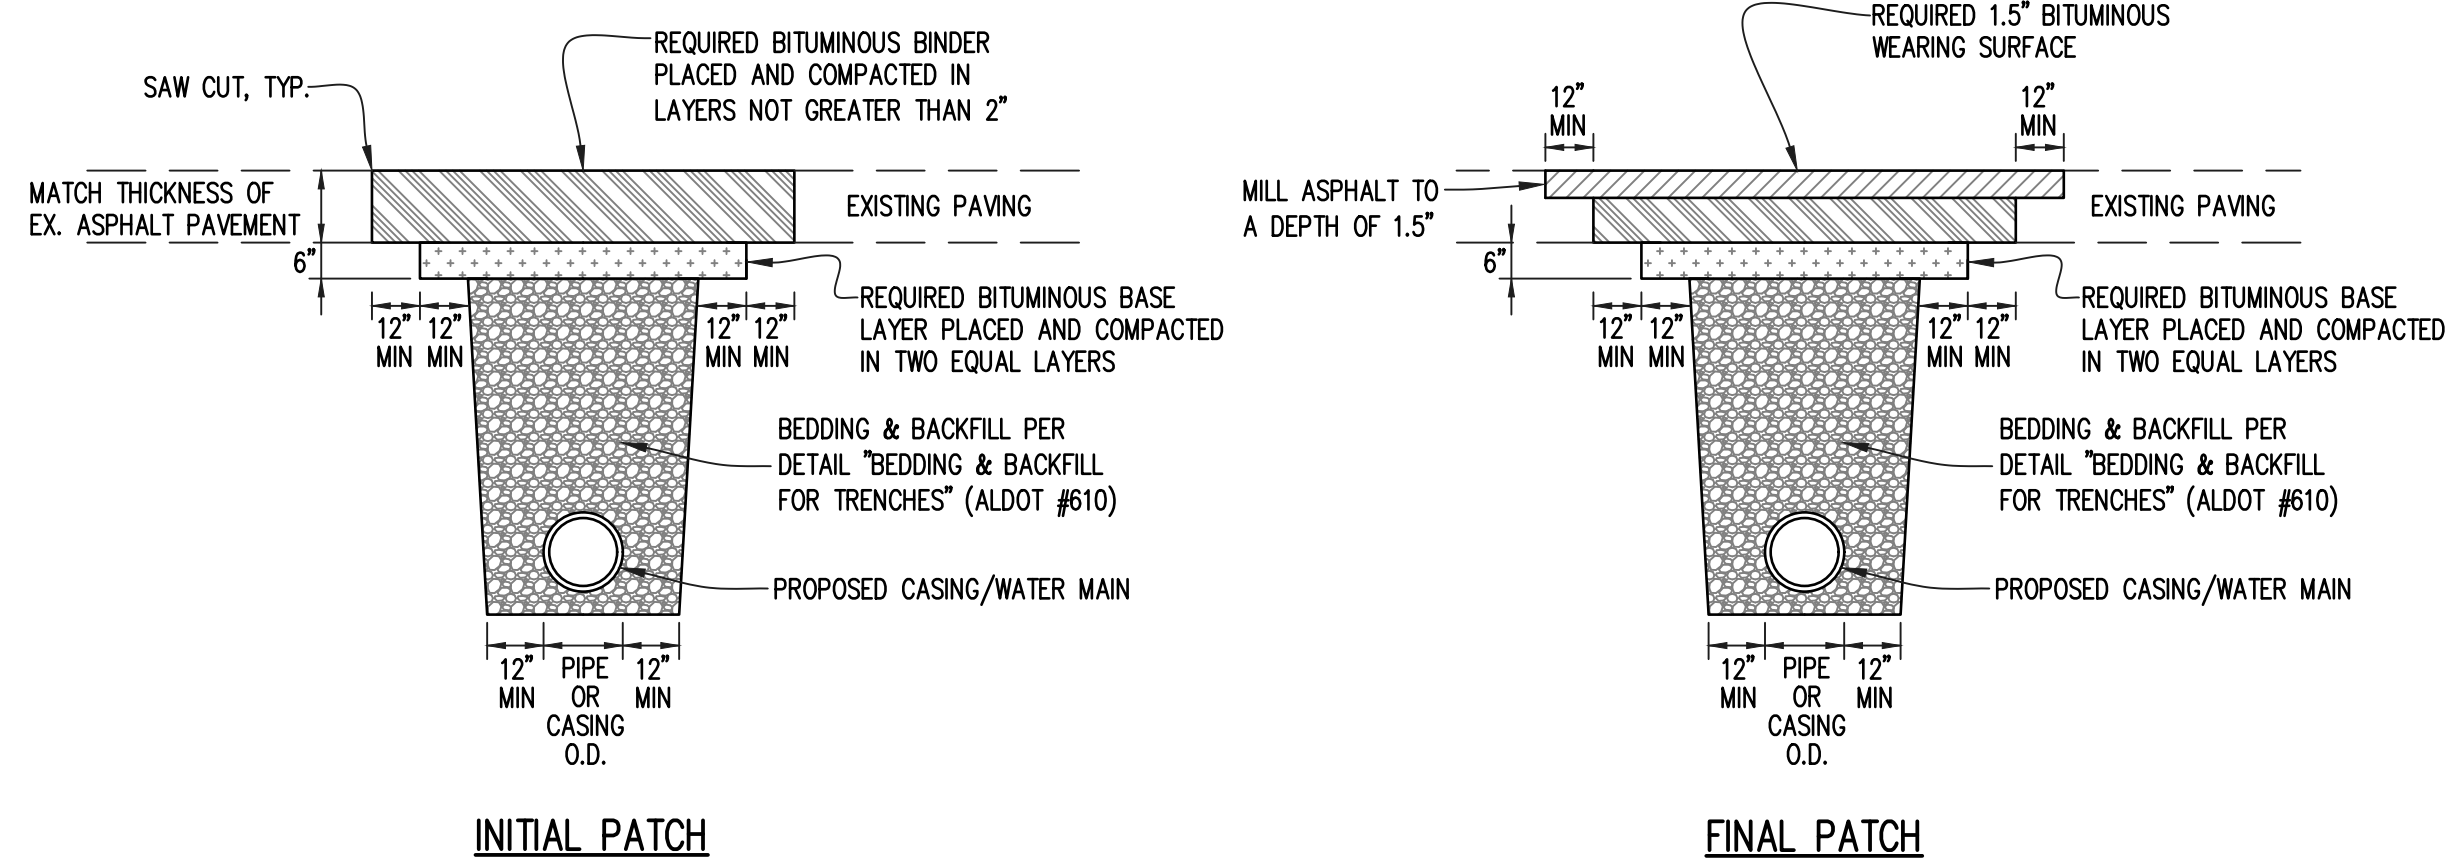 REQUIRED BITUMINOUS BINDER
PLACED AND COMPACTED IN
LAYERS NOT GREATER THAN 2"
SAW CUT, TYP.
MATCH THICKNESS OF
EX. ASPHALT PAVEMENT
EXISTING PAVING
6"
12"
MIN
12"
MIN
12"
MIN
12"
MIN
REQUIRED BITUMINOUS BASE
LAYER PLACED AND COMPACTED
IN TWO EQUAL LAYERS
BEDDING & BACKFILL PER
DETAIL "BEDDING & BACKFILL
FOR TRENCHES" (ALDOT #610)
PROPOSED CASING/WATER MAIN
12"
MIN
PIPE
OR
CASING
O.D.
12"
MIN
INITIAL PATCH
REQUIRED 1.5" BITUMINOUS
WEARING SURFACE
12"
MIN
12"
MIN
MILL ASPHALT TO
A DEPTH OF 1.5"
EXISTING PAVING
6"
12"
MIN
12"
MIN
12"
MIN
12"
MIN
REQUIRED BITUMINOUS BASE
LAYER PLACED AND COMPACTED
IN TWO EQUAL LAYERS
BEDDING & BACKFILL PER
DETAIL "BEDDING & BACKFILL
FOR TRENCHES" (ALDOT #610)
PROPOSED CASING/WATER MAIN
12"
MIN
PIPE
OR
CASING
O.D.
12"
MIN
FINAL PATCH